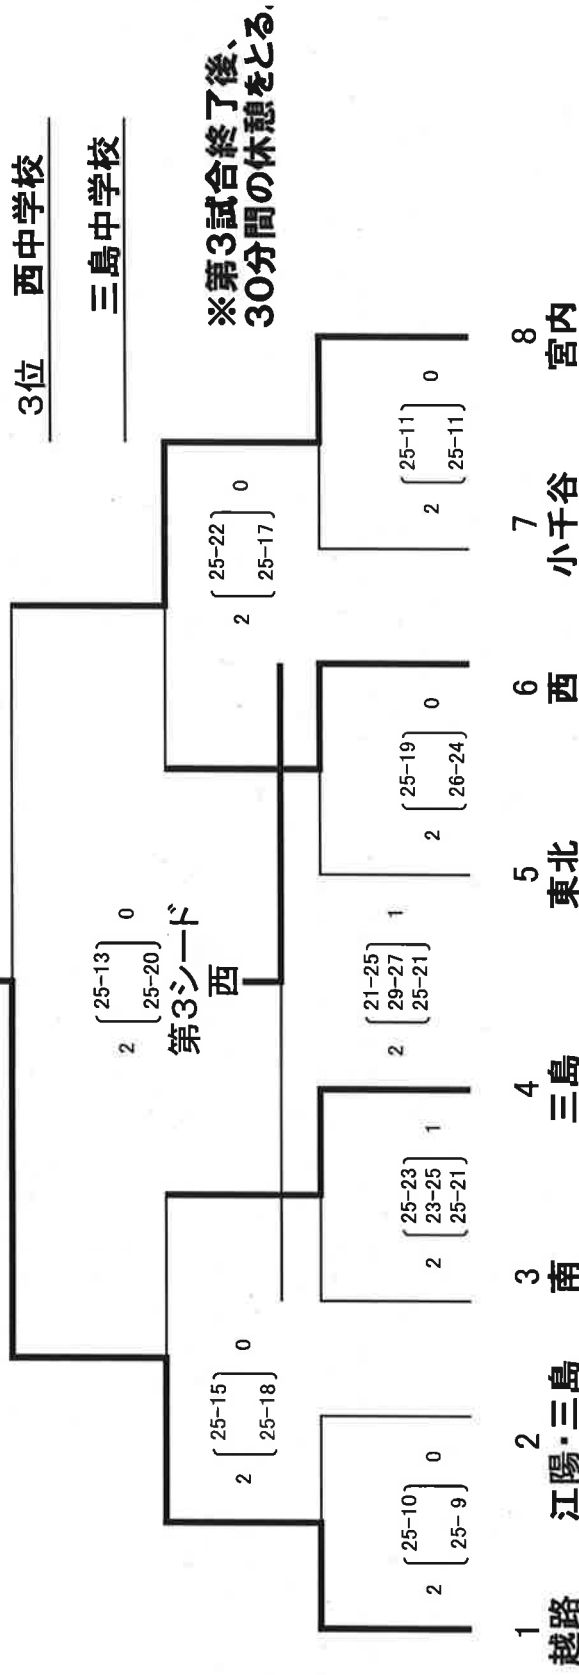 3位 西中学校
三島中学校
※第3試合終了後、
30分間の休憩をとる。
2 25-13 0
25-20
第3シード
西
2 25-15 0
25-18
2 25-22 0
25-17
2 21-25 1
29-27
25-21
2 25-10 0
25- 9
2 25-23 1
23-25
25-21
2 25-19 0
26-24
2 25-11 0
25-11
1 2 3 4 5 6 7 8
越路 江陽・三島 南 三島 東北 西 小千谷 宮内